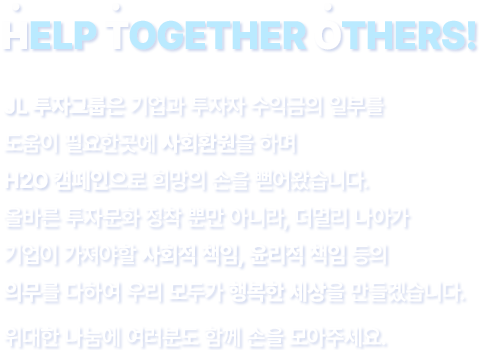 HELP TOGETHER OTHERS!
JL 투자그룹은 기업과 투자자 수익금의 일부를
도움이 필요한곳에 사회환원을 하며
H2O 캠페인으로 희망의 손을 뻗어왔습니다.
올바른 투자문화 정착 뿐만 아니라, 더멀리 나아가
기업이 가져야할 사회적 책임, 윤리적 책임 등의
의무를 다하여 우리 모두가 행복한 세상을 만들겠습니다.
위대한 나눔에 여러분도 함께 손을 모아주세요.